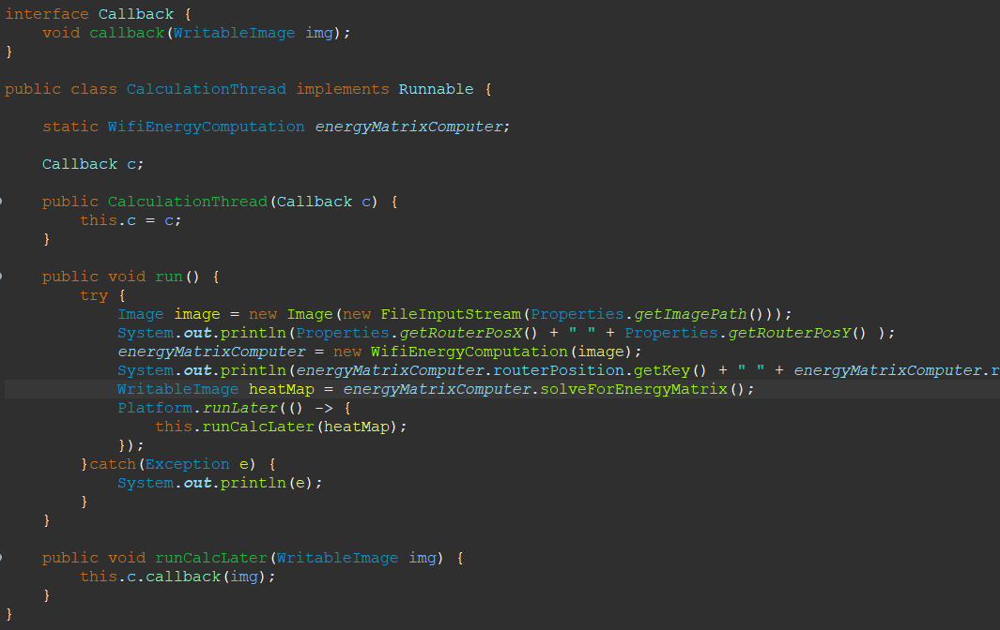 interface Callback {
    void callback(WritableImage img);
}

public class CalculationThread implements Runnable {

    static WifiEnergyComputation energyMatrixComputer;

    Callback c;

    public CalculationThread(Callback c) {
        this.c = c;
    }

    public void run() {
        try {
            Image image = new Image(new FileInputStream(Properties.getImagePath()));
            System.out.println(Properties.getRouterPosX() + " " + Properties.getRouterPosY() );
            energyMatrixComputer = new WifiEnergyComputation(image);
            System.out.println(energyMatrixComputer.routerPosition.getKey() + " " + energyMatrixComputer.r
            WritableImage heatMap = energyMatrixComputer.solveForEnergyMatrix();
            Platform.runLater(() -> {
                this.runCalcLater(heatMap);
            });
        }catch(Exception e) {
            System.out.println(e);
        }
    }

    public void runCalcLater(WritableImage img) {
        this.c.callback(img);
    }
}